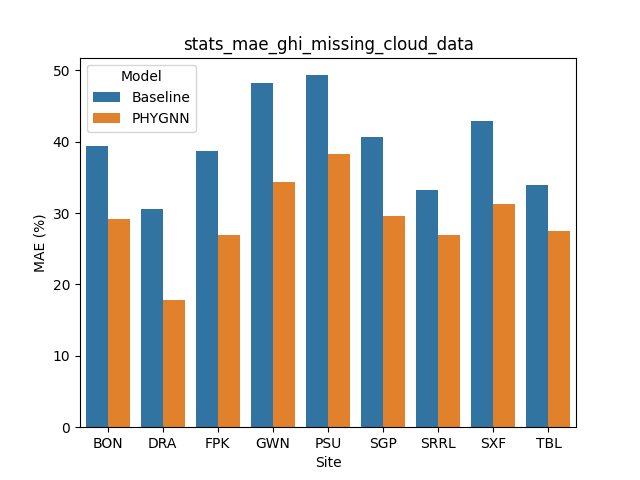 stats_mae_ghi_missing_cloud_data
Model
Baseline
PHYGNN
MAE (%)
50
40
30
20
10
0
BON DRA FPK GWN PSU SGP SRRL SXF TBL
Site